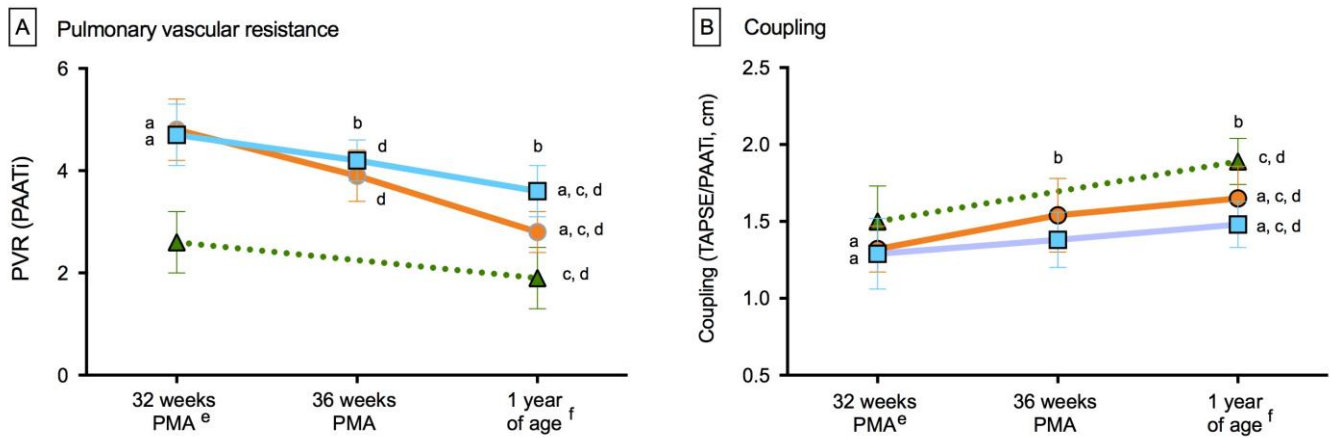 A Pulmonary vascular resistance
PVR (PAATi)
6
4
2
0
a
a
b
d
d
b
a, c, d
a, c, d
c, d
32 weeks
PMA e
36 weeks
PMA
1 year
of age f
B Coupling
Coupling (TAPSE/PAATi, cm)
2.5
2.0
1.5
1.0
0.5
a
a
b
b
c, d
a, c, d
a, c, d
32 weeks
PMA e
36 weeks
PMA
1 year
of age f